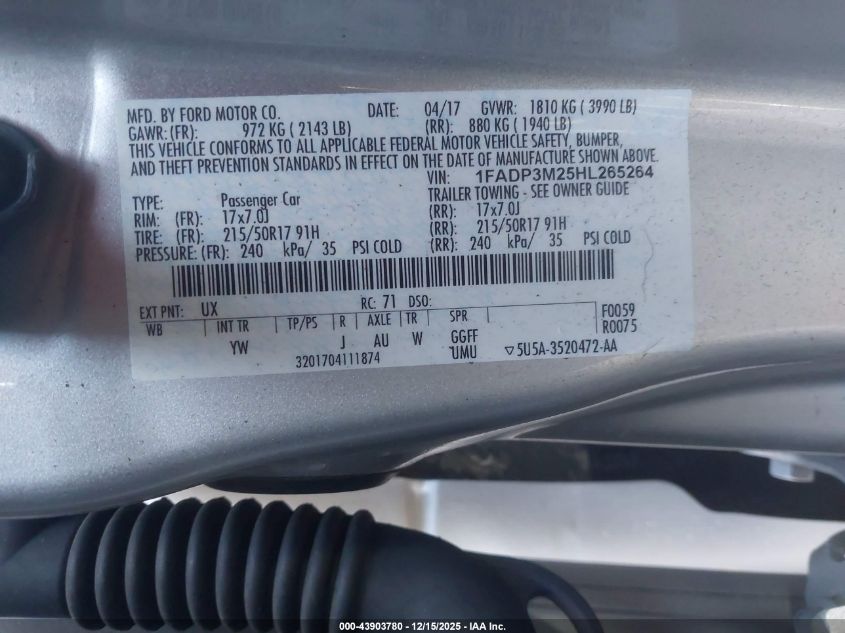 MFD. BY FORD MOTOR CO. DATE: 04/17 GVWR: 1810 KG ( 3990 LB)
GAWR:(FR): 972 KG ( 2143 LB) (RR): 880 KG ( 1940 LB)
THIS VEHICLE CONFORMS TO ALL APPLICABLE FEDERAL MOTOR VEHICLE SAFETY, BUMPER,
AND THEFT PREVENTION STANDARDS IN EFFECT ON THE DATE OF MANUFACTURE SHOWN ABOVE.
VIN: 1FADP3M25HL265264
TYPE: Passenger Car TRAILER TOWING - SEE OWNER GUIDE
RIM: (FR): 17x7.0J (RR): 17x7.0J
TIRE: (FR): 215/50R17 91H (RR): 215/50R17 91H
PRESSURE: (FR): 240 kPa/ 35 PSI COLD (RR): 240 kPa/ 35 PSI COLD
EXT PNT: UX RC: 71 DSO: F0059
WB INT TR TP/PS R AXLE TR SPR R0075
YW J AU W GGFF
3201704111874 UMU ▽5U5A-3520472-AA
000-43903780 - 12/15/2025 - IAA Inc.